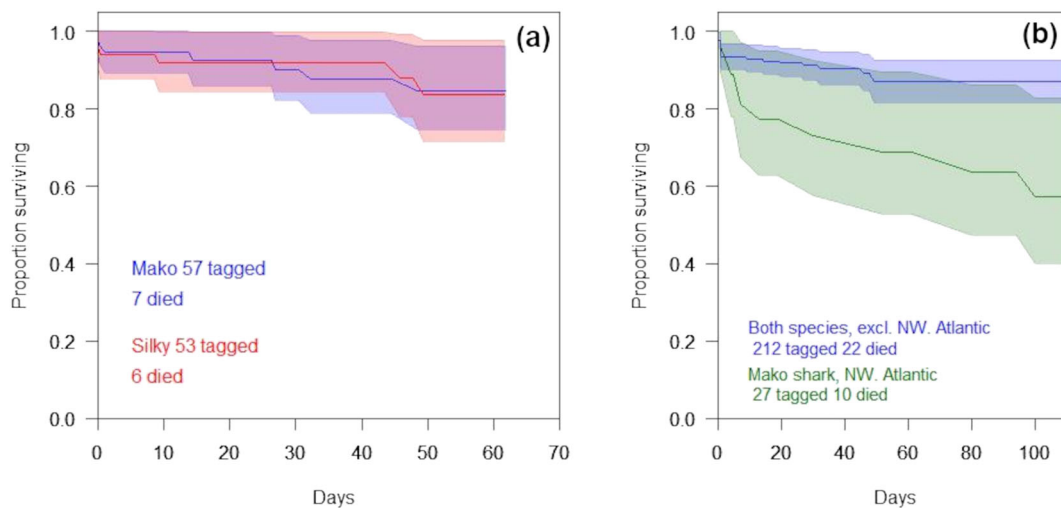 (a)
1.0
0.8
0.6
0.4
0.2
0.0
Proportion surviving
Mako 57 tagged
7 died
Silky 53 tagged
6 died
0 10 20 30 40 50 60 70
Days
(b)
1.0
0.8
0.6
0.4
0.2
0.0
Proportion surviving
Both species, excl. NW. Atlantic
212 tagged 22 died
Mako shark, NW. Atlantic
27 tagged 10 died
0 20 40 60 80 100
Days